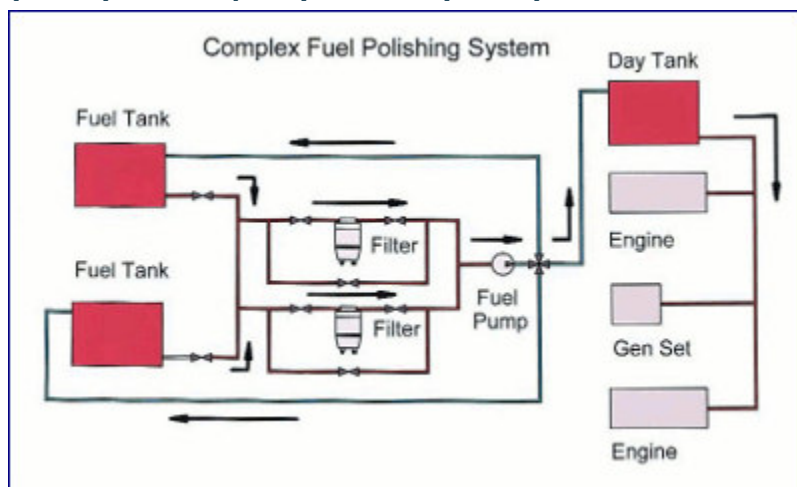 Complex Fuel Polishing System
Day Tank
Fuel Tank
Filter
Engine
Fuel Tank
Filter
Fuel
Pump
Gen Set
Engine